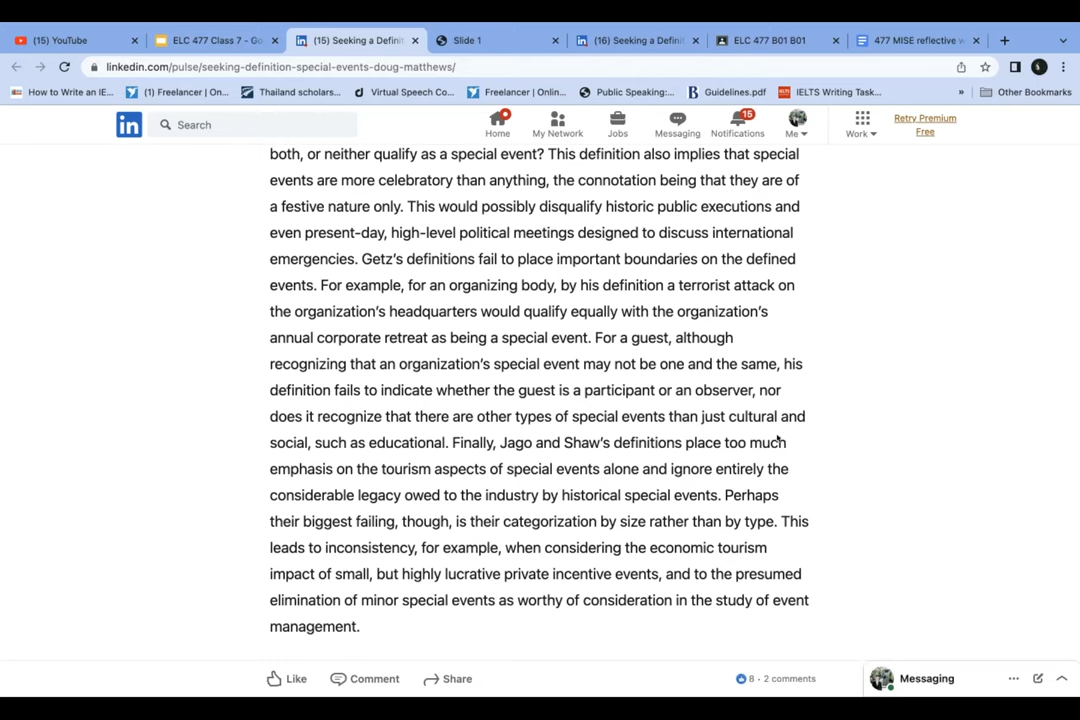 (15) YouTube
ELC 477 Class 7 - Go
(15) Seeking a Definit
Slide 1
(16) Seeking a Definit
ELC 477 B01 B01
477 MISE reflective w
linkedin.com/pulse/seeking-definition-special-events-doug-matthews/
How to Write an IE...
(1) Freelancer | On...
Thailand scholars...
Virtual Speech Co...
Freelancer | Online...
Public Speaking:...
Guidelines.pdf
IELTS Writing Task...
»
Other Bookmarks
in
Search
Home
My Network
Jobs
Messaging
15
Notifications
Me
Work
Retry Premium
Free
both, or neither qualify as a special event? This definition also implies that special
events are more celebratory than anything, the connotation being that they are of
a festive nature only. This would possibly disqualify historic public executions and
even present-day, high-level political meetings designed to discuss international
emergencies. Getz's definitions fail to place important boundaries on the defined
events. For example, for an organizing body, by his definition a terrorist attack on
the organization's headquarters would qualify equally with the organization's
annual corporate retreat as being a special event. For a guest, although
recognizing that an organization's special event may not be one and the same, his
definition fails to indicate whether the guest is a participant or an observer, nor
does it recognize that there are other types of special events than just cultural and
social, such as educational. Finally, Jago and Shaw's definitions place too much
emphasis on the tourism aspects of special events alone and ignore entirely the
considerable legacy owed to the industry by historical special events. Perhaps
their biggest failing, though, is their categorization by size rather than by type. This
leads to inconsistency, for example, when considering the economic tourism
impact of small, but highly lucrative private incentive events, and to the presumed
elimination of minor special events as worthy of consideration in the study of event
management.
Like
Comment
Share
8 · 2 comments
Messaging